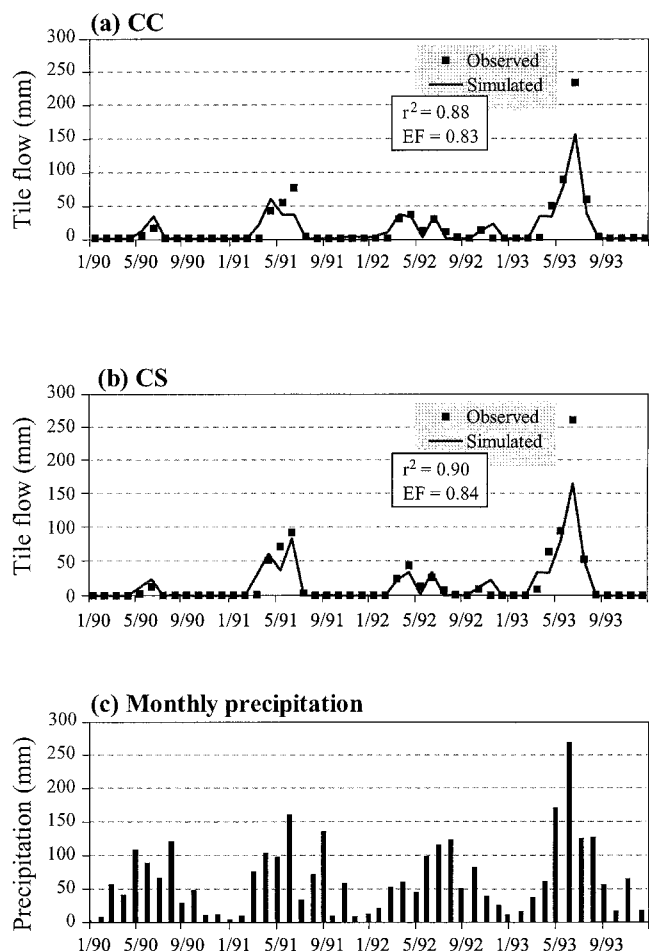 (a) CC
300
250
200
150
100
50
0
Tile flow (mm)
Observed
Simulated
r² = 0.88
EF = 0.83
1/90 5/90 9/90 1/91 5/91 9/91 1/92 5/92 9/92 1/93 5/93 9/93
(b) CS
300
250
200
150
100
50
0
Tile flow (mm)
Observed
Simulated
r² = 0.90
EF = 0.84
1/90 5/90 9/90 1/91 5/91 9/91 1/92 5/92 9/92 1/93 5/93 9/93
(c) Monthly precipitation
300
250
200
150
100
50
0
Precipitation (mm)
1/90 5/90 9/90 1/91 5/91 9/91 1/92 5/92 9/92 1/93 5/93 9/93